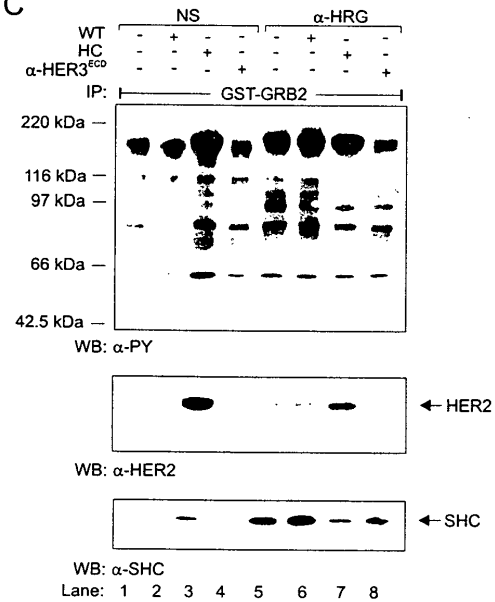 C
NS α-HRG
WT - + - - - + - -
HC - - + - - - + -
α-HER3ECD - - - + - - - +
IP: GST-GRB2
220 kDa
116 kDa
97 kDa
66 kDa
42.5 kDa
WB: α-PY
HER2
WB: α-HER2
SHC
WB: α-SHC
Lane: 1 2 3 4 5 6 7 8